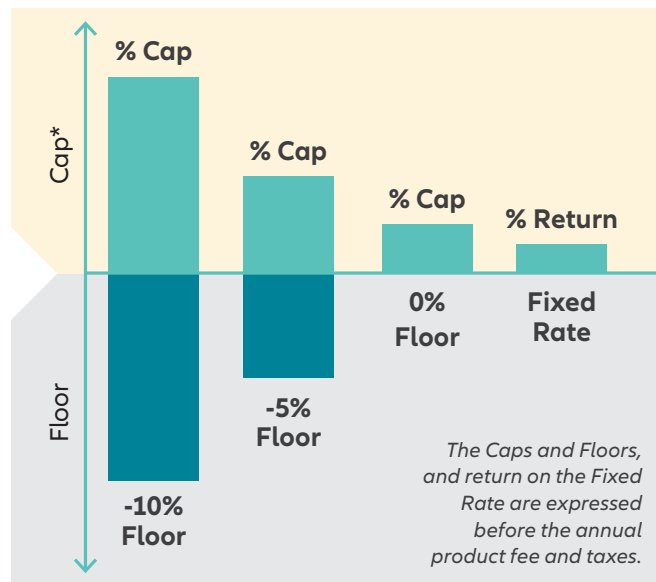 Cap*
% Cap
% Cap
% Cap
% Return
Floor
-10%
Floor
-5%
Floor
0%
Floor
Fixed
Rate
The Caps and Floors,
and return on the Fixed
Rate are expressed
before the annual
product fee and taxes.